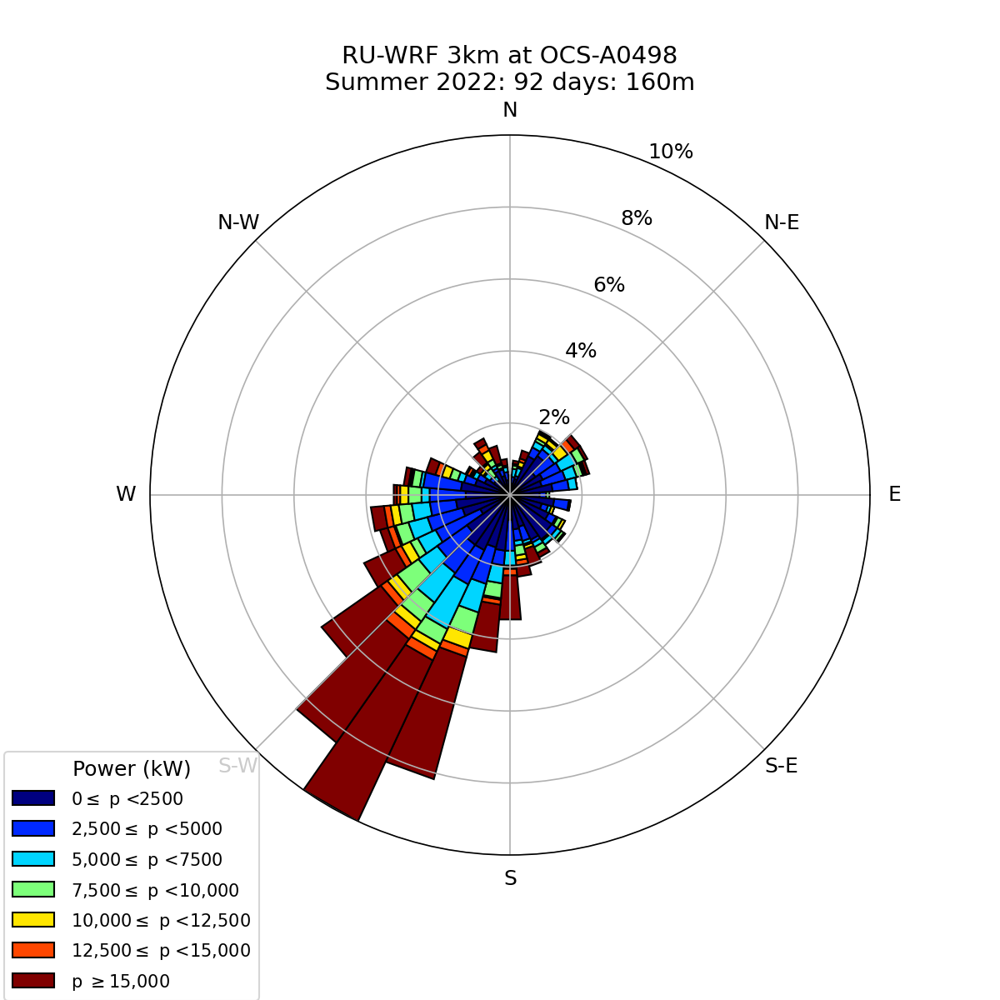 RU-WRF 3km at OCS-A0498
Summer 2022: 92 days: 160m
N
10%
8%
N-W
N-E
6%
4%
2%
W
E
S-W
S-E
S
Power (kW)
0≤ p <2500
2,500≤ p <5000
5,000≤ p <7500
7,500≤ p <10,000
10,000≤ p <12,500
12,500≤ p <15,000
p ≥15,000